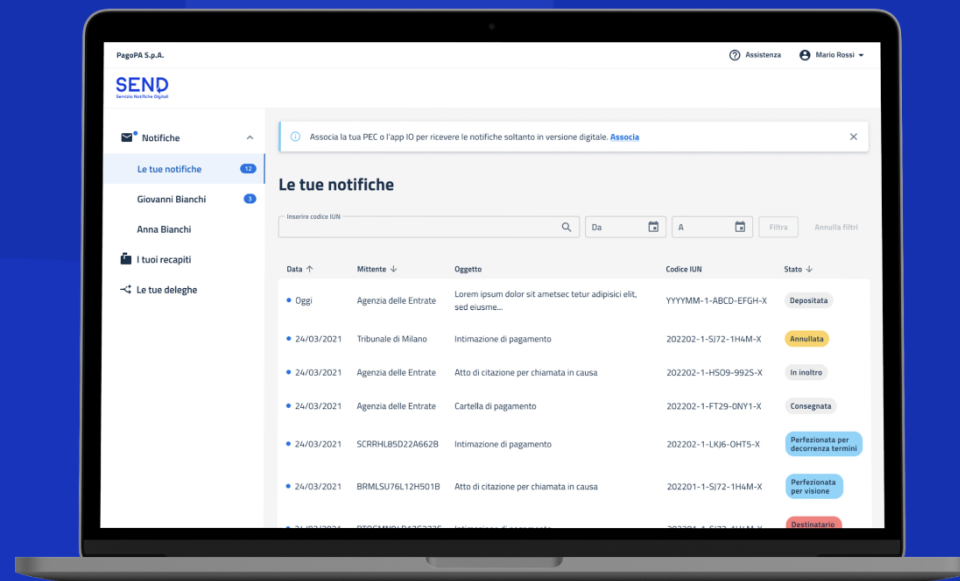 PagoPA S.p.A.
Assistenza
Mario Rossi
SEND
Servizio Notifiche Digitali
Notifiche
Le tue notifiche
12
Giovanni Bianchi
3
Anna Bianchi
I tuoi recapiti
Le tue deleghe
Associa la tua PEC o l'app IO per ricevere le notifiche soltanto in versione digitale. Associa
Le tue notifiche
Inserire codice IUN
Da
A
Filtra
Annulla filtri
Data Mittente Oggetto Codice IUN Stato
Oggi Agenzia delle Entrate Lorem ipsum dolor sit ametsec tetur adipisici elit,
sed eiusme... YYYYMM-1-ABCD-EFGH-X Depositata
24/03/2021 Tribunale di Milano Intimazione di pagamento 202202-1-SJ72-1H4M-X Annullata
24/03/2021 Agenzia delle Entrate Atto di citazione per chiamata in causa 202202-1-HSO9-992S-X In inoltro
24/03/2021 Agenzia delle Entrate Cartella di pagamento 202202-1-FT29-0NY1-X Consegnata
24/03/2021 SCRRHL85D22A662B Intimazione di pagamento 202202-1-LKJ6-OHT5-X Perfezionata per
decorrenza termini
24/03/2021 BRMLSU76L12H501B Atto di citazione per chiamata in causa 202201-1-SJ72-1H4M-X Perfezionata
per visione
Destinatario